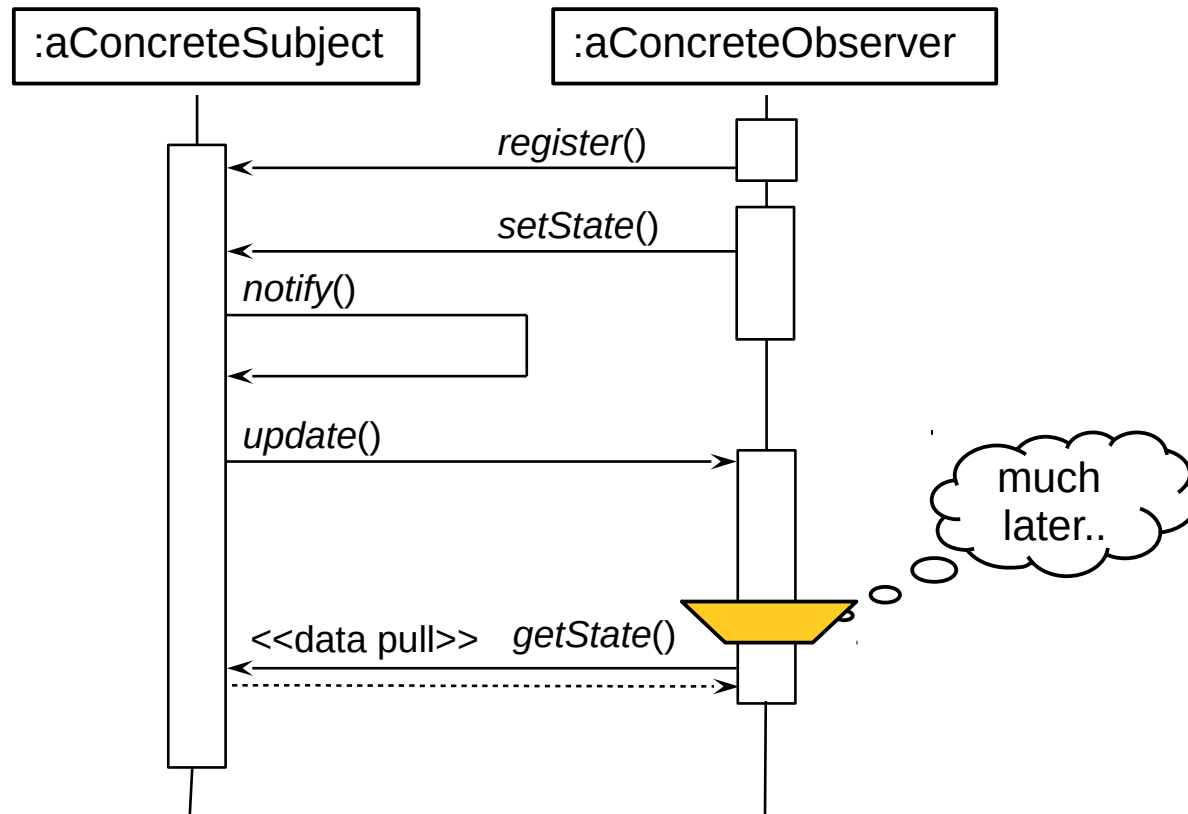 :aConcreteSubject
:aConcreteObserver
register()
setState()
notify()
update()
much
later..
<<data pull>> getState()